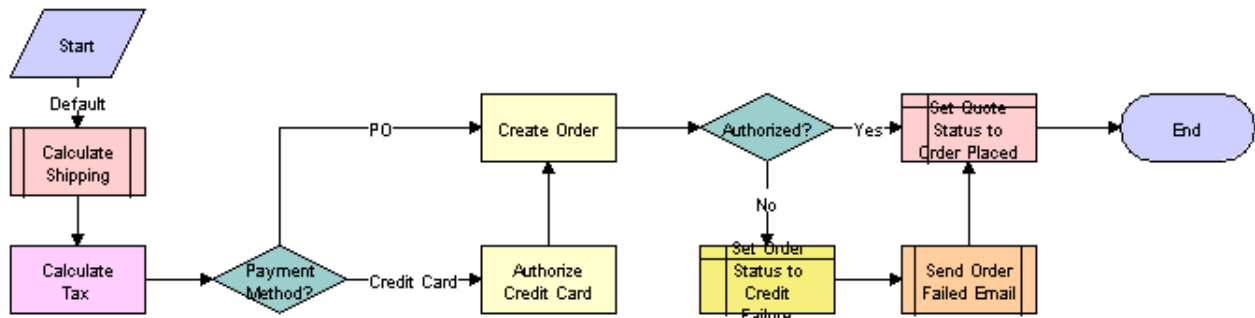 Start
Default
Calculate
Shipping
Calculate
Tax
Payment
Method?
PO
Credit Card
Create Order
Authorize
Credit Card
Authorized?
Yes
No
Set Order
Status to
Credit
Failure
Send Order
Failed Email
Set Quote
Status to
Order Placed
End